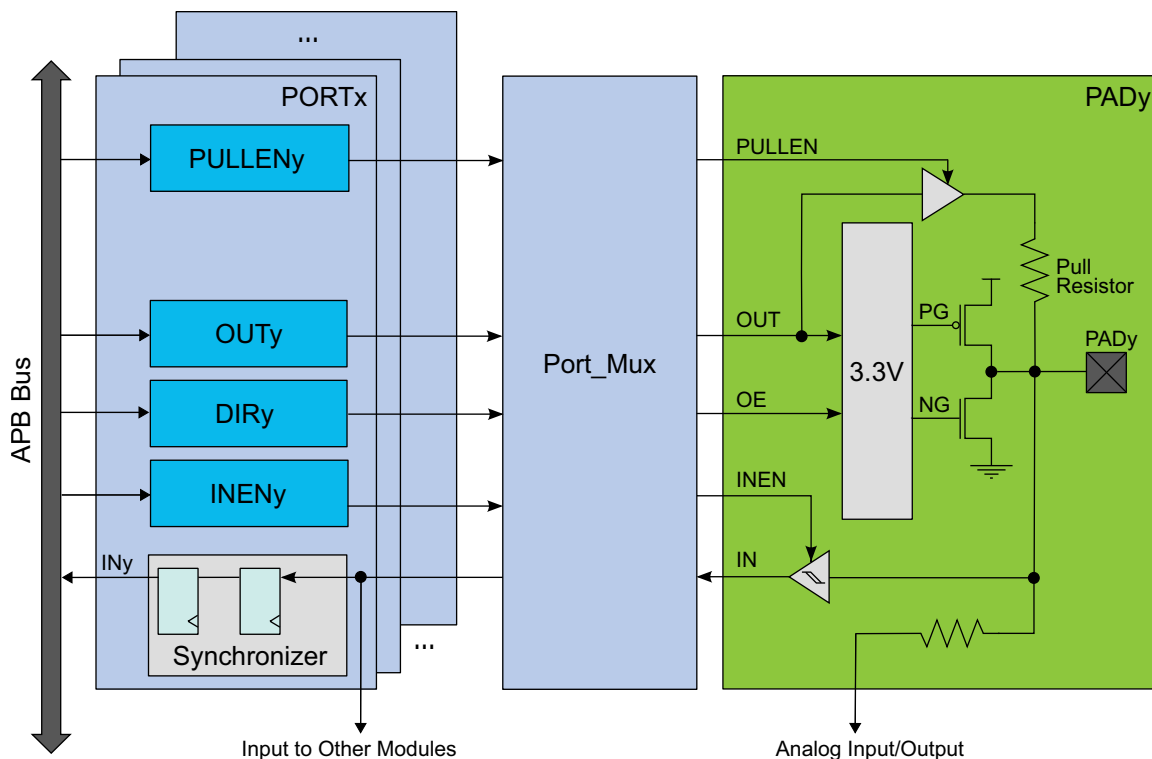 ...
PORTx
PADy
PULLENy
PULLEN
Pull
Resistor
OUTy
OUT
PG
PADy
Port_Mux
3.3V
DIRy
OE
NG
APB Bus
INENy
INEN
INy
IN
Synchronizer
...
Input to Other Modules
Analog Input/Output